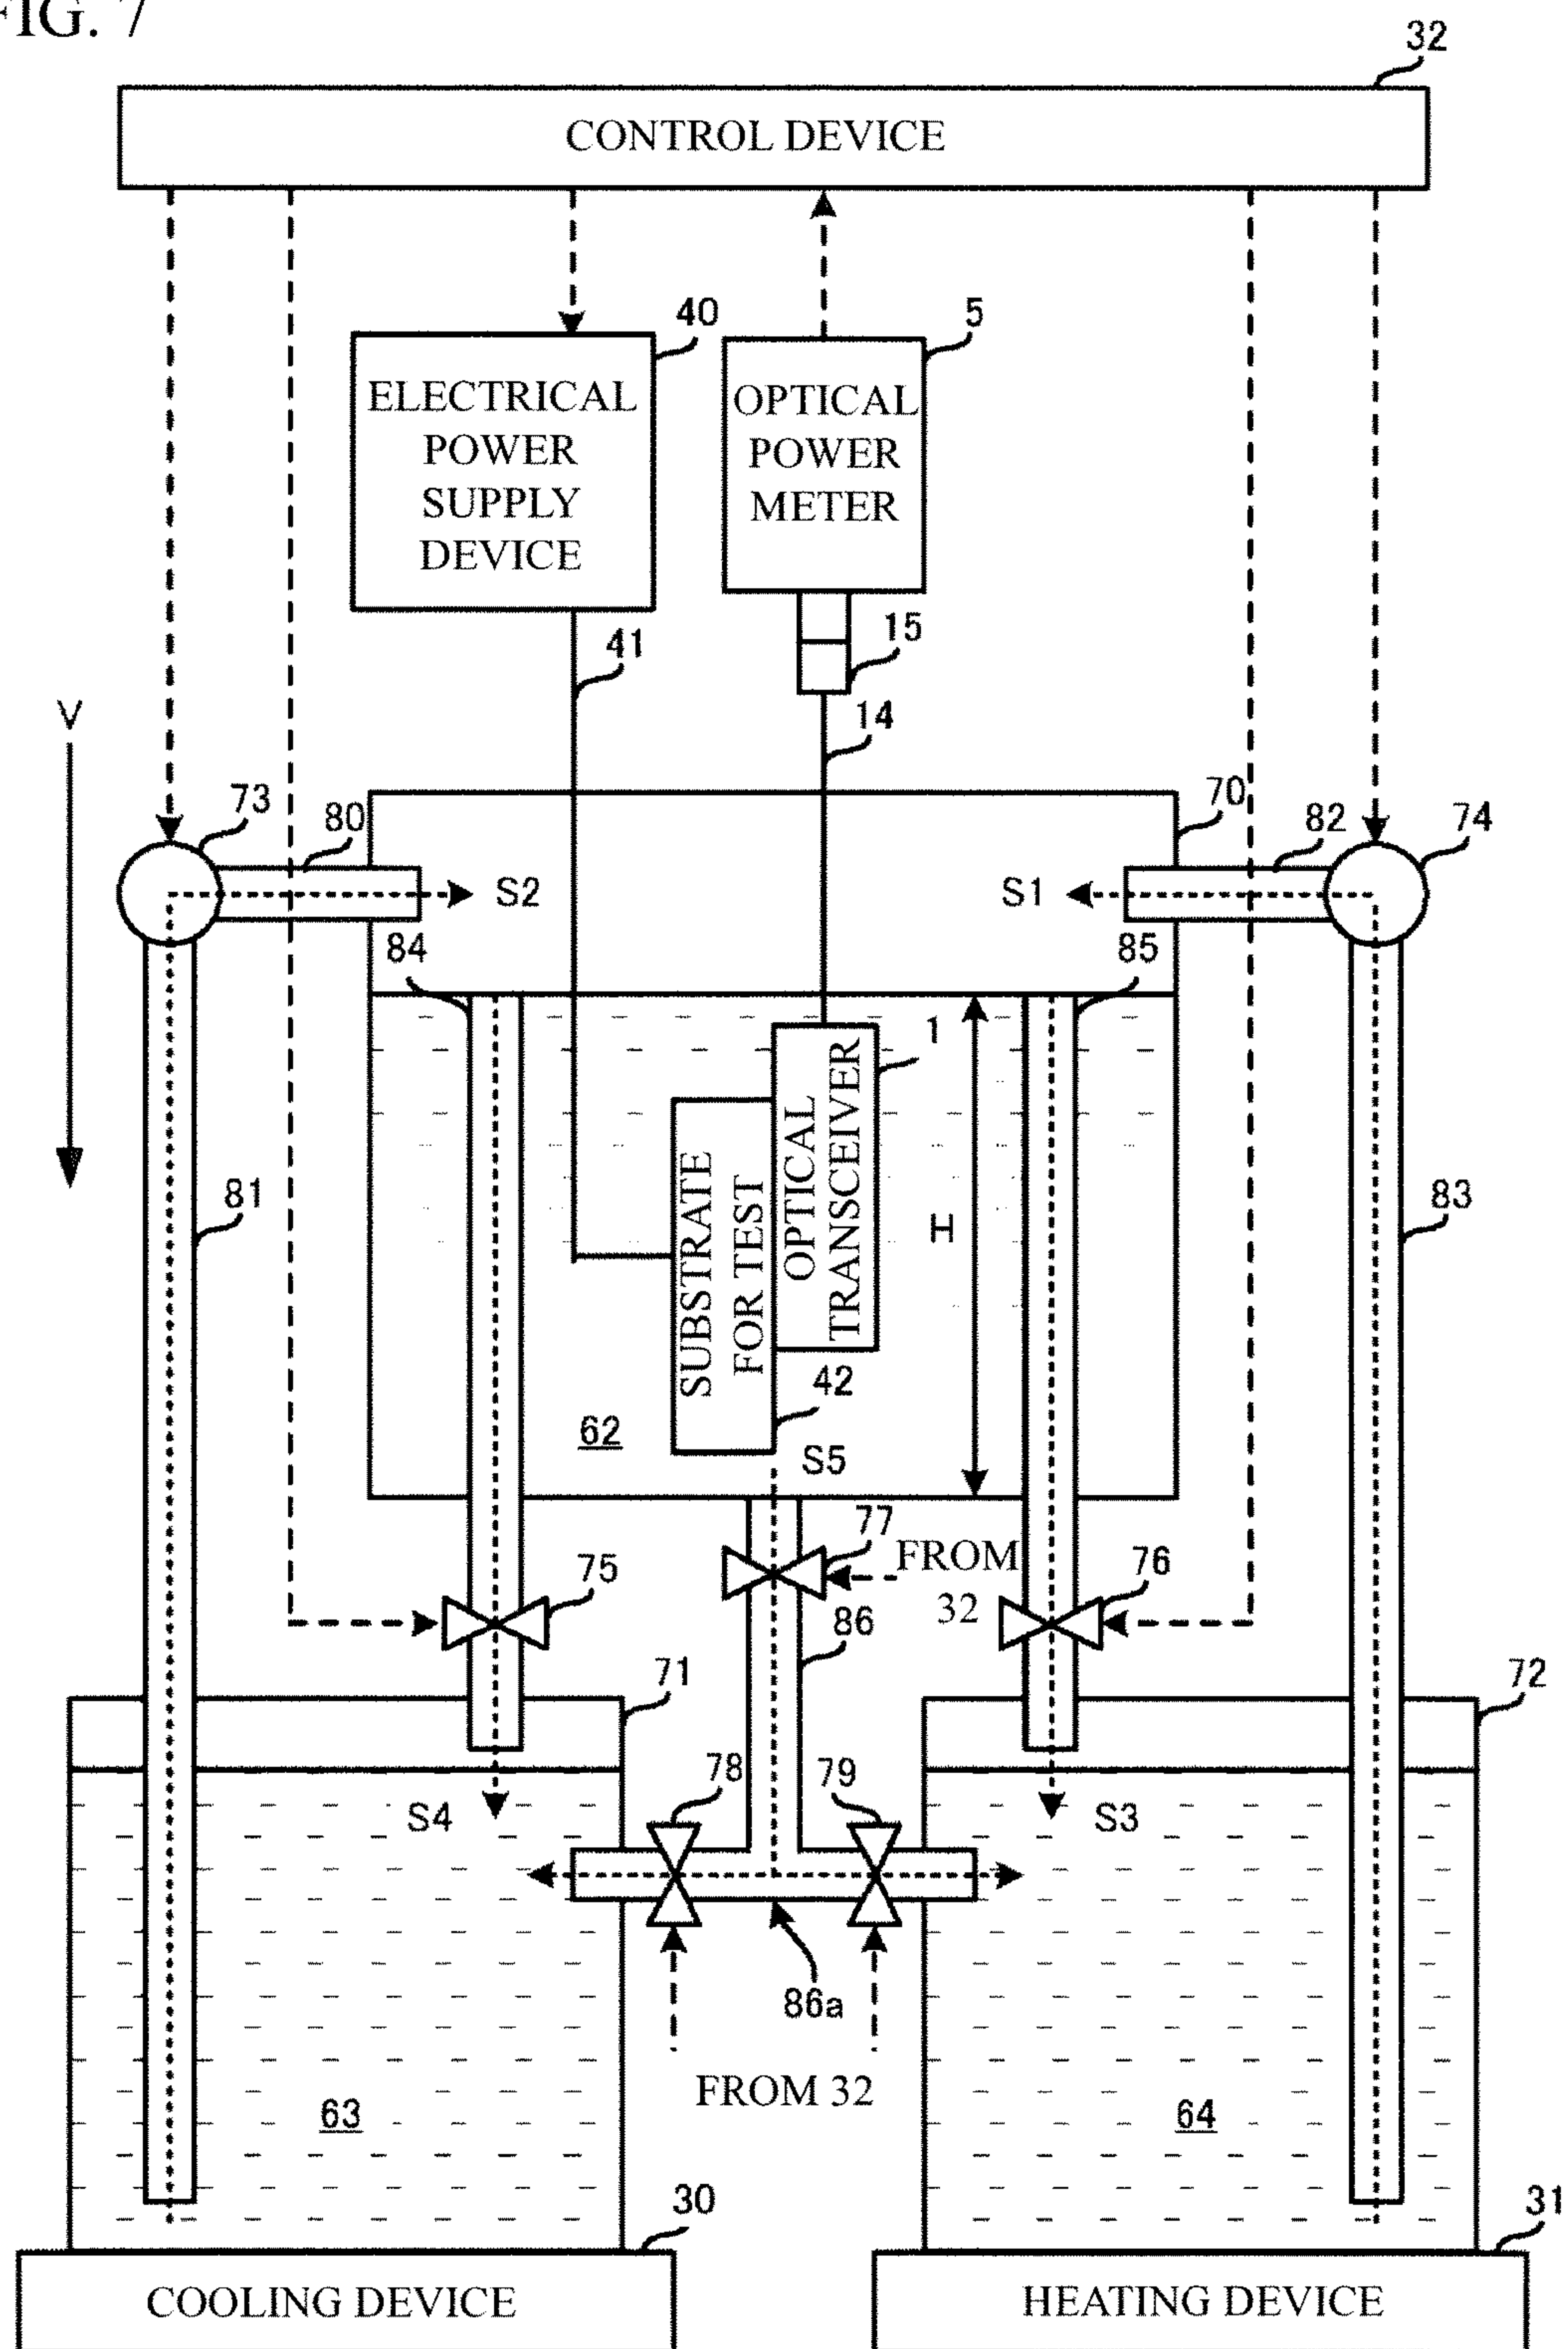 FIG. 7
32
CONTROL DEVICE
40
5
ELECTRICAL
POWER
SUPPLY
DEVICE
OPTICAL
POWER
METER
41
15
14
V
73
80
70
82
74
S2
S1
84
85
1
81
83
SUBSTRATE
FOR TEST
OPTICAL
TRANSCEIVER
H
42
62
S5
77
FROM
32
75
76
86
71
72
78
79
S4
S3
86a
FROM 32
63
64
30
31
COOLING DEVICE
HEATING DEVICE